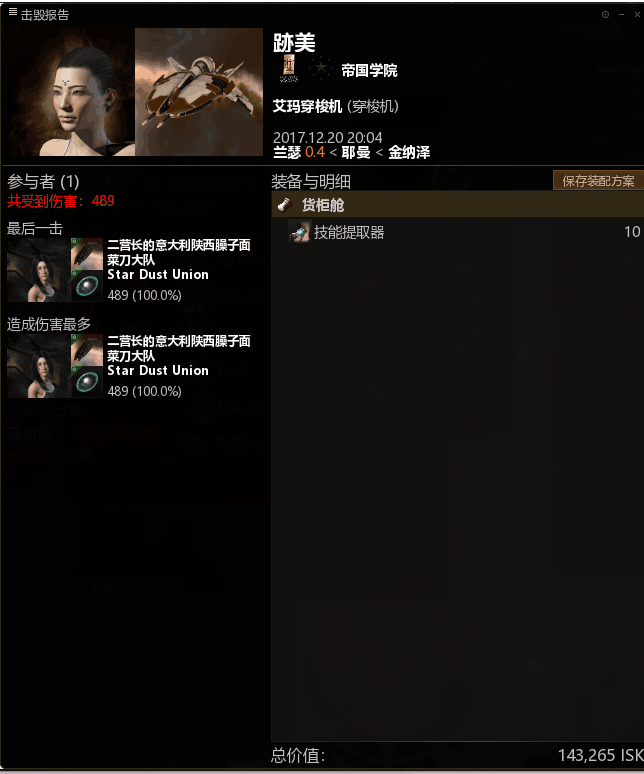 击毁报告
跡美
帝国学院
艾玛穿梭机 (穿梭机)
2017.12.20 20:04
兰瑟 0.4 < 耶曼 < 金纳泽
参与者 (1)
共受到伤害: 489
最后一击
二营长的意大利陕西臊子面
菜刀大队
Star Dust Union
489 (100.0%)
造成伤害最多
二营长的意大利陕西臊子面
菜刀大队
Star Dust Union
489 (100.0%)
装备与明细
保存装配方案
货柜舱
技能提取器 10
总价值: 143,265 ISK